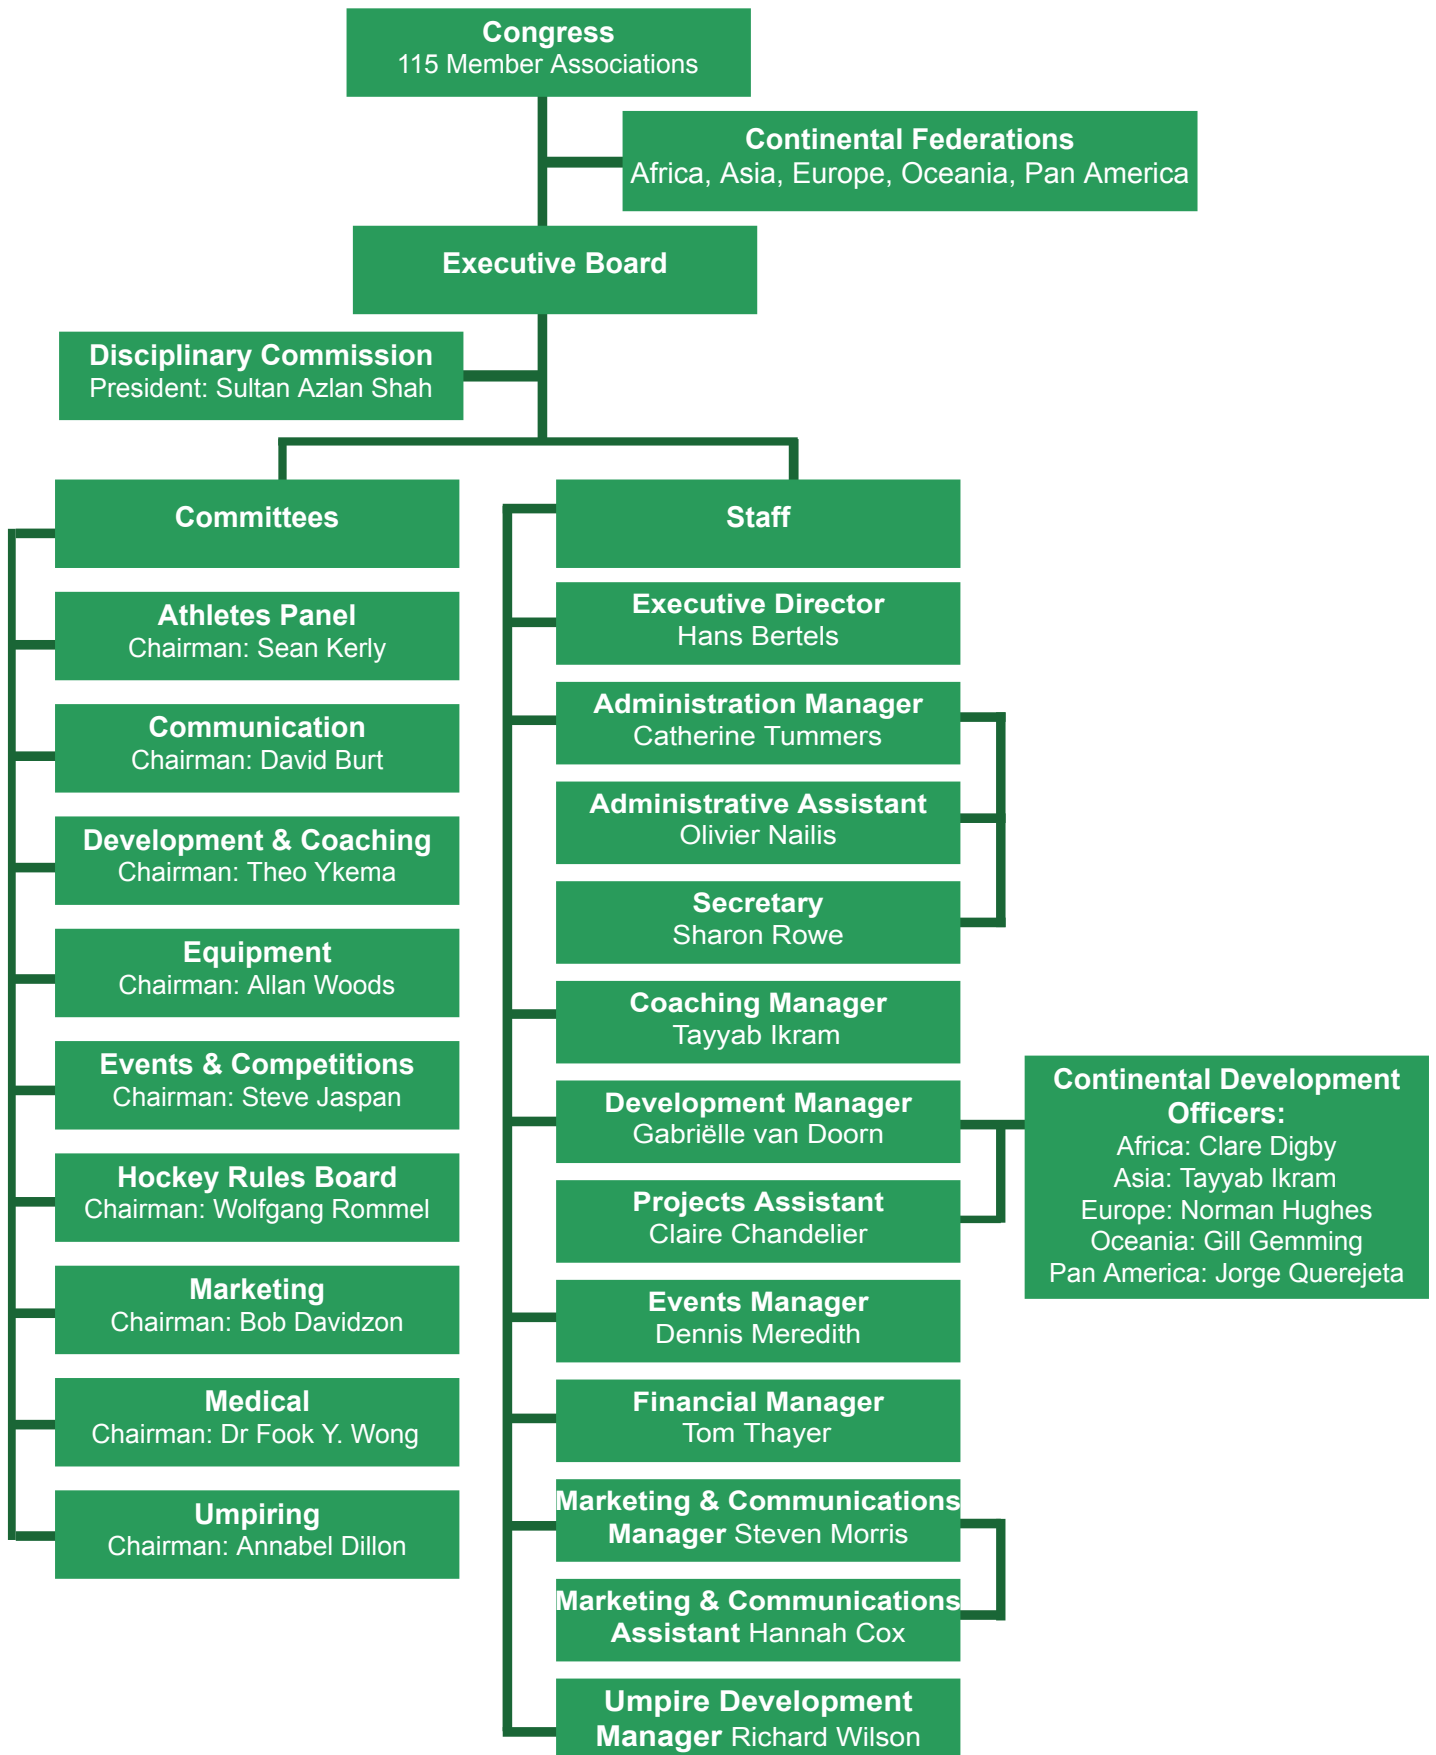 Congress
115 Member Associations
Continental Federations
Africa, Asia, Europe, Oceania, Pan America
Executive Board
Disciplinary Commission
President: Sultan Azlan Shah
Committees
Athletes Panel
Chairman: Sean Kerly
Communication
Chairman: David Burt
Development & Coaching
Chairman: Theo Ykema
Equipment
Chairman: Allan Woods
Events & Competitions
Chairman: Steve Jaspan
Hockey Rules Board
Chairman: Wolfgang Rommel
Marketing
Chairman: Bob Davidzon
Medical
Chairman: Dr Fook Y. Wong
Umpiring
Chairman: Annabel Dillon
Staff
Executive Director
Hans Bertels
Administration Manager
Catherine Tummers
Administrative Assistant
Olivier Nailis
Secretary
Sharon Rowe
Coaching Manager
Tayyab Ikram
Development Manager
Gabriëlle van Doorn
Projects Assistant
Claire Chandelier
Continental Development
Officers:
Africa: Clare Digby
Asia: Tayyab Ikram
Europe: Norman Hughes
Oceania: Gill Gemming
Pan America: Jorge Querejeta
Events Manager
Dennis Meredith
Financial Manager
Tom Thayer
Marketing & Communications
Manager Steven Morris
Marketing & Communications
Assistant Hannah Cox
Umpire Development
Manager Richard Wilson